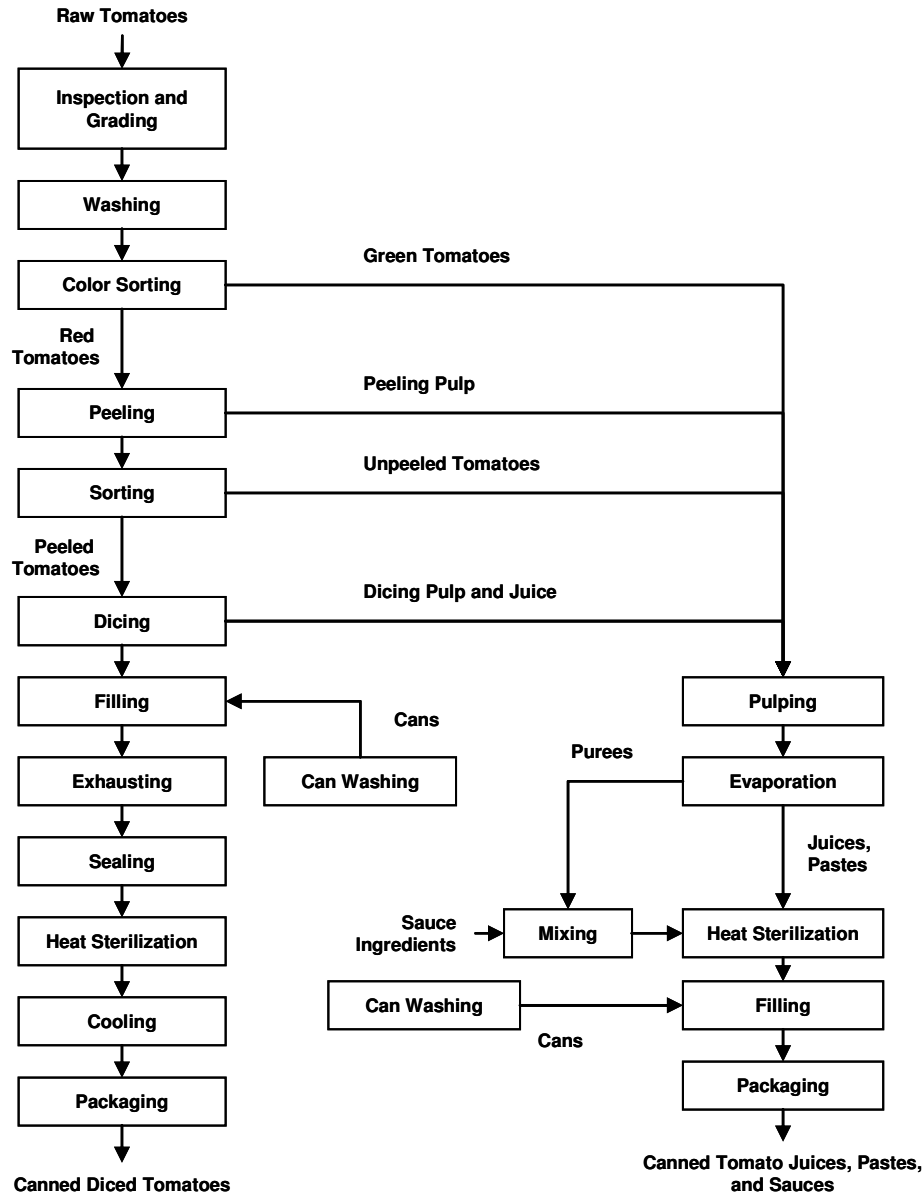 Raw Tomatoes
Inspection and
Grading
Washing
Green Tomatoes
Color Sorting
Red
Tomatoes
Peeling Pulp
Peeling
Unpeeled Tomatoes
Sorting
Peeled
Tomatoes
Dicing Pulp and Juice
Dicing
Filling
Pulping
Cans
Purees
Exhausting
Can Washing
Evaporation
Juices,
Pastes
Sealing
Sauce
Ingredients
Heat Sterilization
Mixing
Heat Sterilization
Can Washing
Filling
Cooling
Cans
Packaging
Packaging
Canned Diced Tomatoes
Canned Tomato Juices, Pastes,
and Sauces